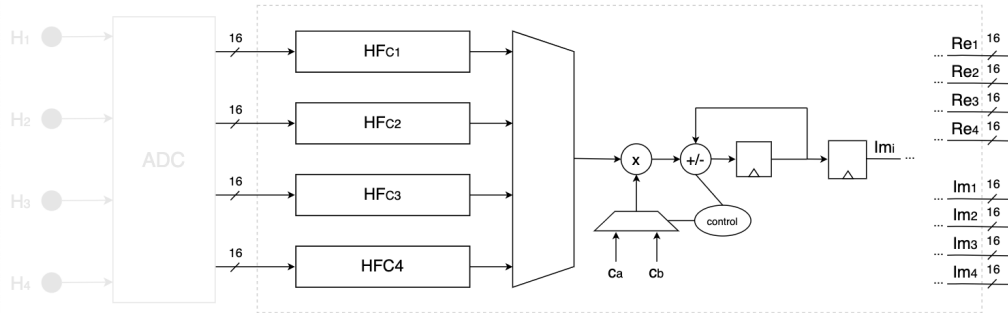 H1
H2
H3
H4
ADC
16
16
16
16
HFC1
HFC2
HFC3
HFC4
x
+/-
control
Ca
Cb
Imi
...
... Re1 16
... Re2 16
... Re3 16
... Re4 16
... Im1 16
... Im2 16
... Im3 16
... Im4 16